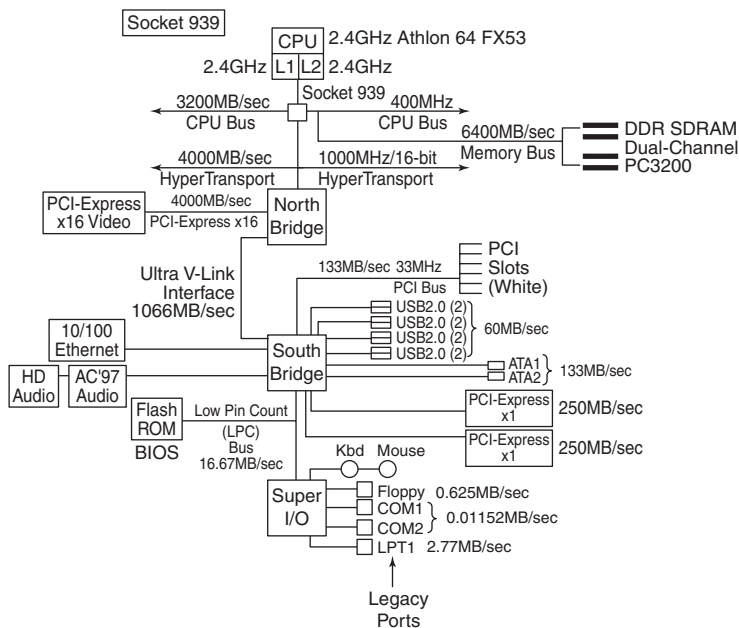 Socket 939
CPU
2.4GHz Athlon 64 FX53
2.4GHz
L1
L2
2.4GHz
Socket 939
3200MB/sec
CPU Bus
400MHz
CPU Bus
6400MB/sec
Memory Bus
DDR SDRAM
Dual-Channel
PC3200
4000MB/sec
HyperTransport
1000MHz/16-bit
HyperTransport
PCI-Express
x16 Video
4000MB/sec
PCI-Express x16
North
Bridge
Ultra V-Link
Interface
1066MB/sec
133MB/sec 33MHz
PCI Bus
PCI
Slots
(White)
USB2.0 (2)
USB2.0 (2)
USB2.0 (2)
USB2.0 (2)
60MB/sec
10/100
Ethernet
South
Bridge
HD
Audio
AC'97
Audio
ATA1
ATA2
133MB/sec
PCI-Express
x1
250MB/sec
PCI-Express
x1
250MB/sec
Flash
ROM
BIOS
Low Pin Count
(LPC)
Bus
16.67MB/sec
Kbd
Mouse
Super
I/O
Floppy
0.625MB/sec
COM1
COM2
0.01152MB/sec
LPT1
2.77MB/sec
Legacy
Ports